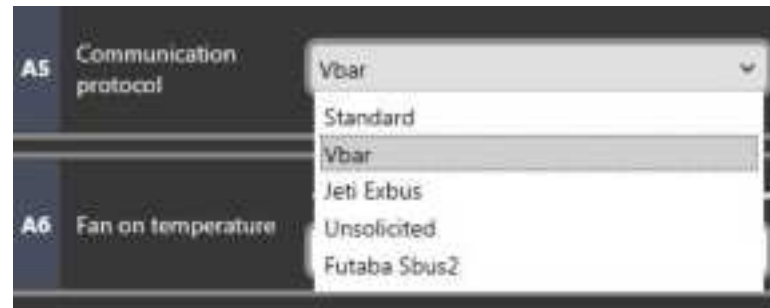 A5
Communication
protocol
Vbar
Standard
Vbar
Jeti Exbus
A6
Fan on temperature
Unsolicited
Futaba Sbus2